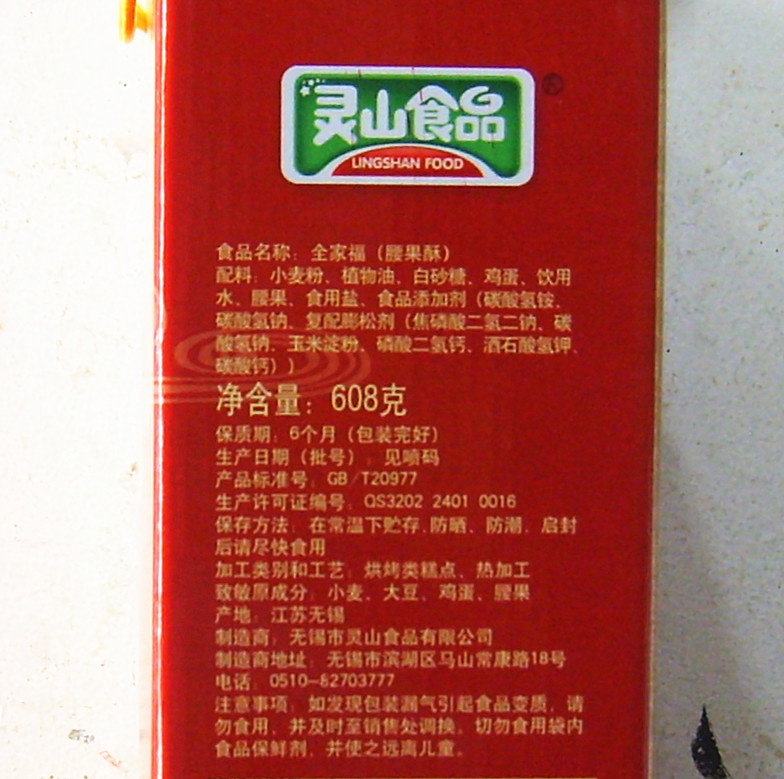 灵山食品
LINGSHAN FOOD
®
食品名称：全家福（腰果酥）
配料：小麦粉、植物油、白砂糖、鸡蛋、饮用
水、腰果、食用盐、食品添加剂（碳酸氢铵、
碳酸氢钠、复配膨松剂（焦磷酸二氢二钠、碳
酸氢钠、玉米淀粉、磷酸二氢钙、酒石酸氢钾、
碳酸钙））
净含量：608克
保质期：6个月（包装完好）
生产日期（批号）：见喷码
产品标准号：GB/T20977
生产许可证编号：QS3202 2401 0016
保存方法：在常温下贮存,防晒、防潮，启封
后请尽快食用
加工类别和工艺：烘烤类糕点、热加工
致敏原成分：小麦、大豆、鸡蛋、腰果
产地：江苏无锡
制造商：无锡市灵山食品有限公司
制造商地址：无锡市滨湖区马山常康路18号
电话：0510-82703777
注意事项：如发现包装漏气引起食品变质，请
勿食用，并及时至销售处调换。切勿食用袋内
食品保鲜剂，并使之远离儿童。